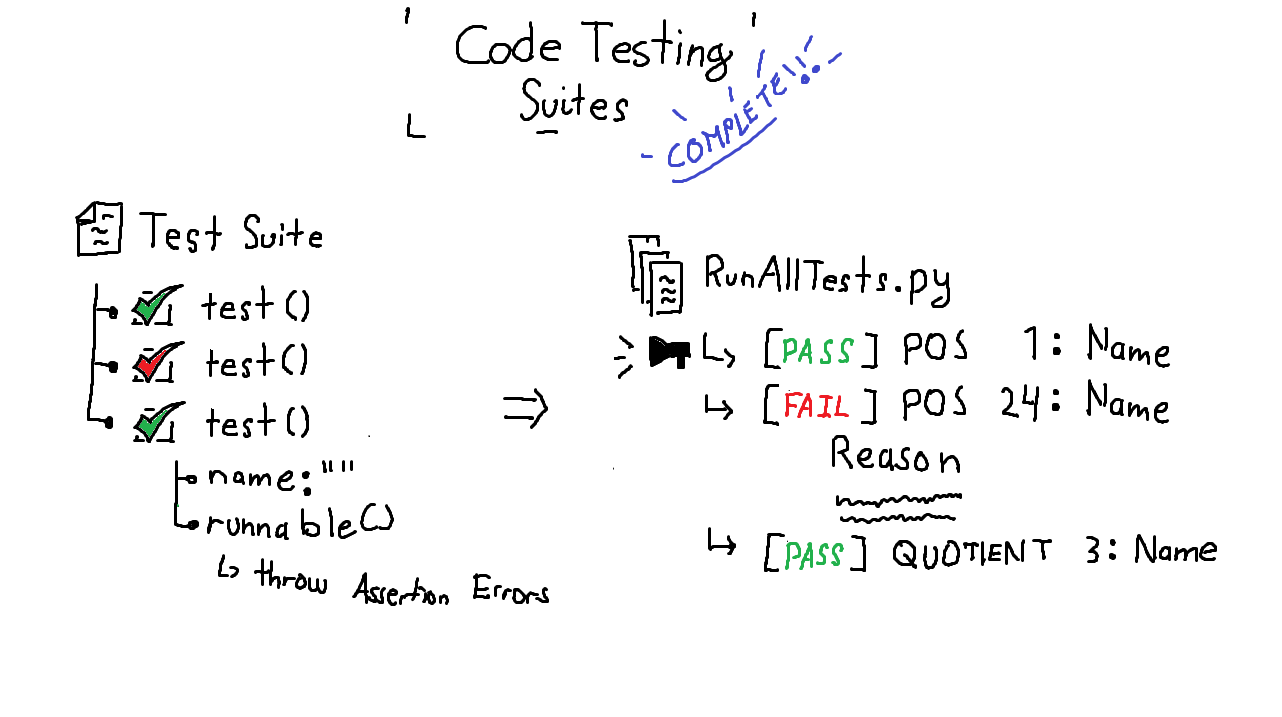 Code Testing
Suites
COMPLETE!!
Test Suite
test()
test()
test()
name: ""
runnable()
throw Assertion Errors
RunAllTests.py
[PASS] POS 1: Name
[FAIL] POS 24: Name
Reason
[PASS] QUOTIENT 3: Name